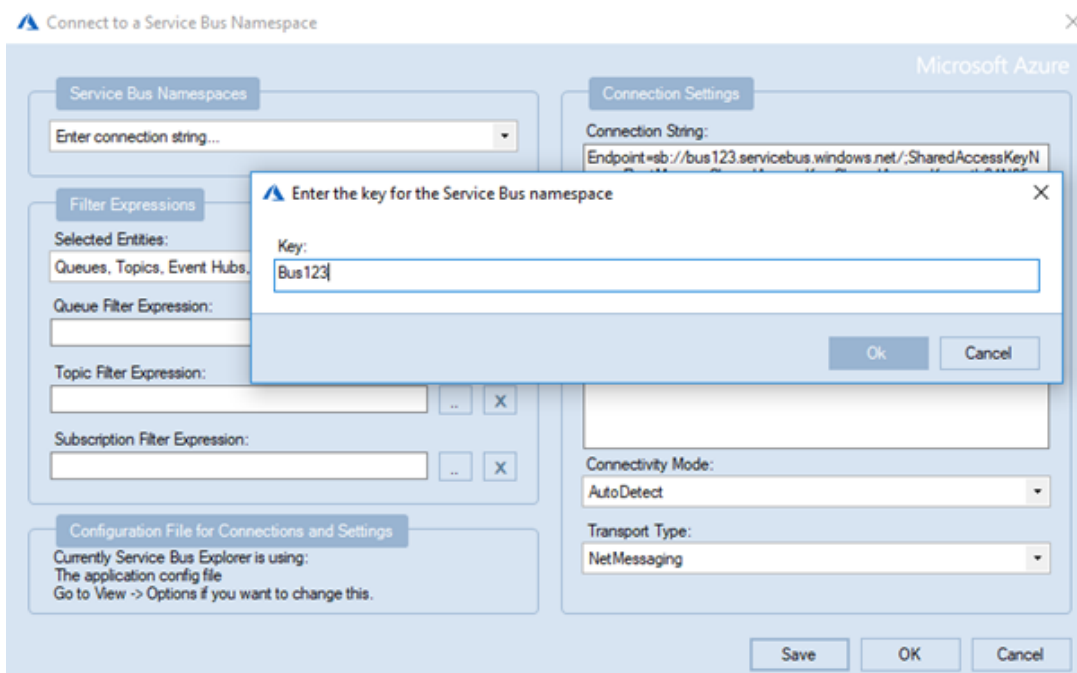 Connect to a Service Bus Namespace
Microsoft Azure
Service Bus Namespaces
Enter connection string...
Filter Expressions
Selected Entities:
Queues, Topics, Event Hubs,
Queue Filter Expression:
Topic Filter Expression:
.. X
Subscription Filter Expression:
.. X
Configuration File for Connections and Settings
Currently Service Bus Explorer is using:
The application config file
Go to View -> Options if you want to change this.
Connection Settings
Connection String:
Endpoint=sb://bus123.servicebus.windows.net/;SharedAccessKeyN
Enter the key for the Service Bus namespace
Key:
Bus123
Ok Cancel
Connectivity Mode:
AutoDetect
Transport Type:
NetMessaging
Save OK Cancel